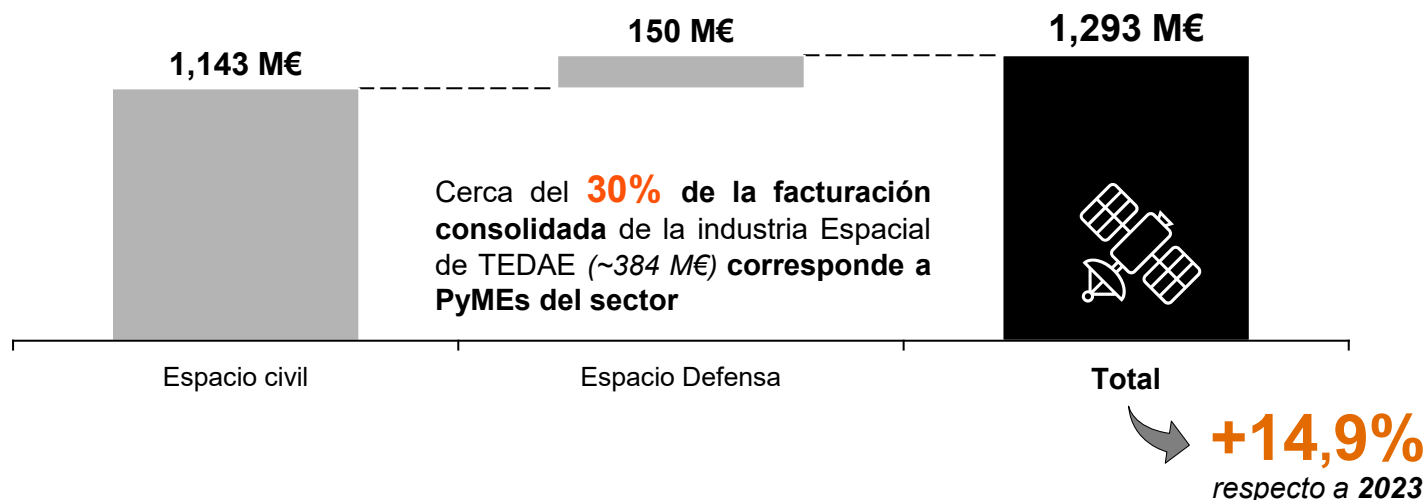 1,143 M€
150 M€
1,293 M€
Cerca del 30% de la facturación
consolidada de la industria Espacial
de TEDAE (~384 M€) corresponde a
PyMEs del sector
Espacio civil
Espacio Defensa
Total
+14,9%
respecto a 2023